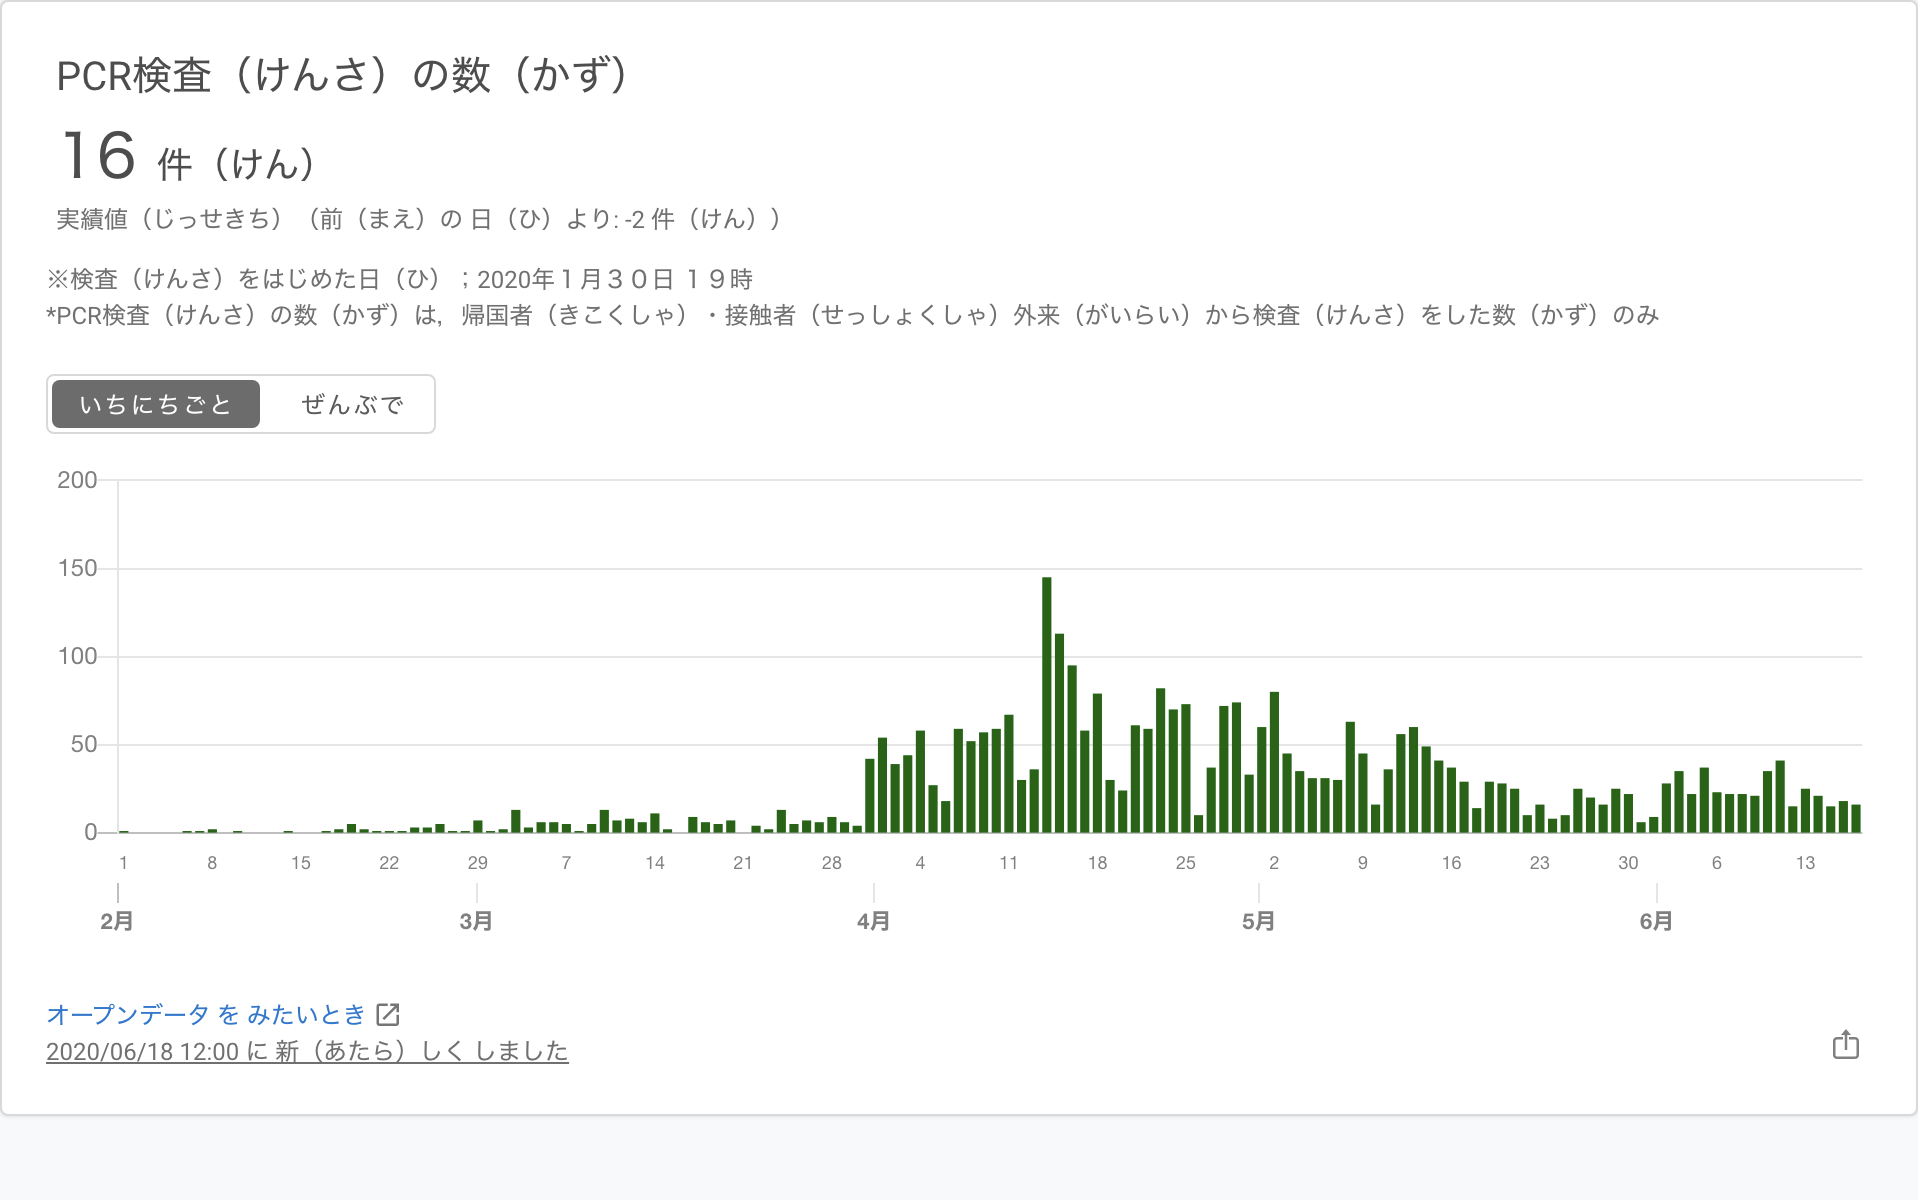 PCR検査（けんさ）の数（かず）
16 件（けん）
実績値（じっせきち）（前（まえ）の 日（ひ）より: -2 件（けん））
※検査（けんさ）をはじめた日（ひ）；2020年１月３０日 １９時
*PCR検査（けんさ）の数（かず）は，帰国者（きこくしゃ）・接触者（せっしょくしゃ）外来（がいらい）から検査（けんさ）をした数（かず）のみ
いちにちごと ぜんぶで
200
150
100
50
0
1 8 15 22 29 7 14 21 28 4 11 18 25 2 9 16 23 30 6 13
2月 3月 4月 5月 6月
オープンデータ を みたいとき
2020/06/18 12:00 に 新（あたら）しく しました